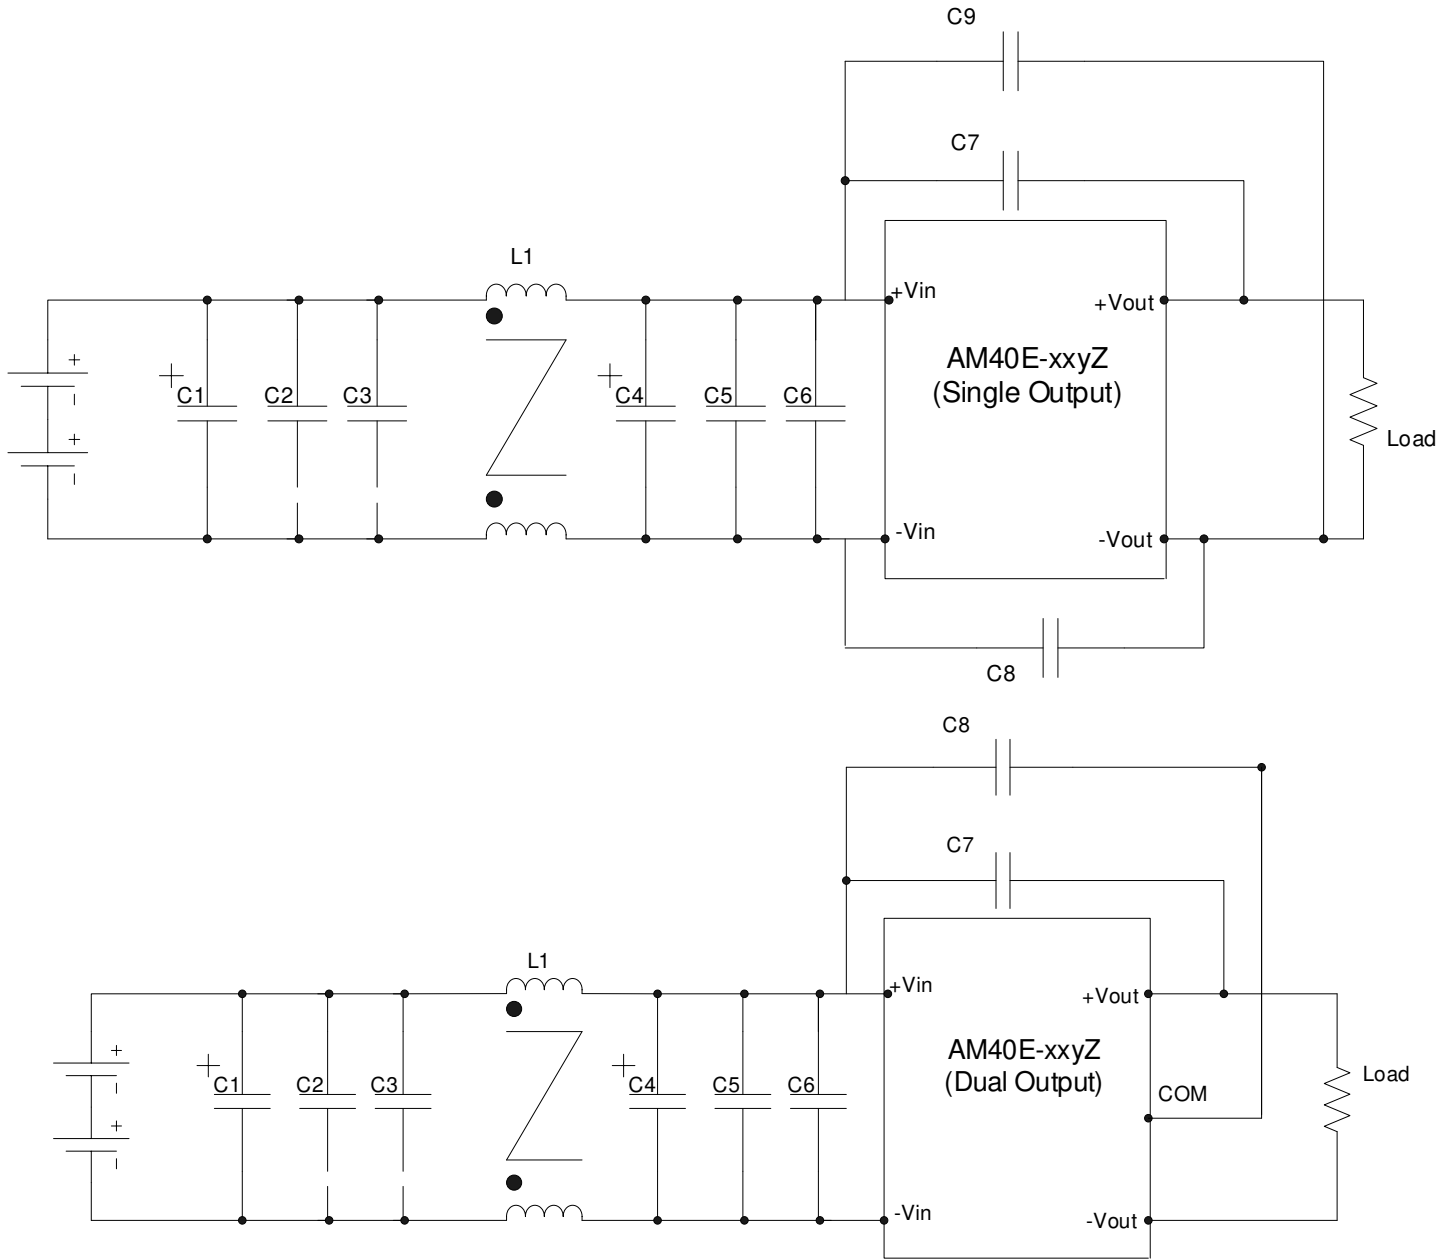 C9
C7
L1
+Vin
+Vout
AM40E-xxyZ
(Single Output)
+
-
+
-
+
C1
C2
C3
+
C4
C5
C6
Load
-Vin
-Vout
C8
C8
C7
L1
+Vin
+Vout
AM40E-xxyZ
(Dual Output)
COM
+
-
+
-
+
C1
C2
C3
+
C4
C5
C6
Load
-Vin
-Vout